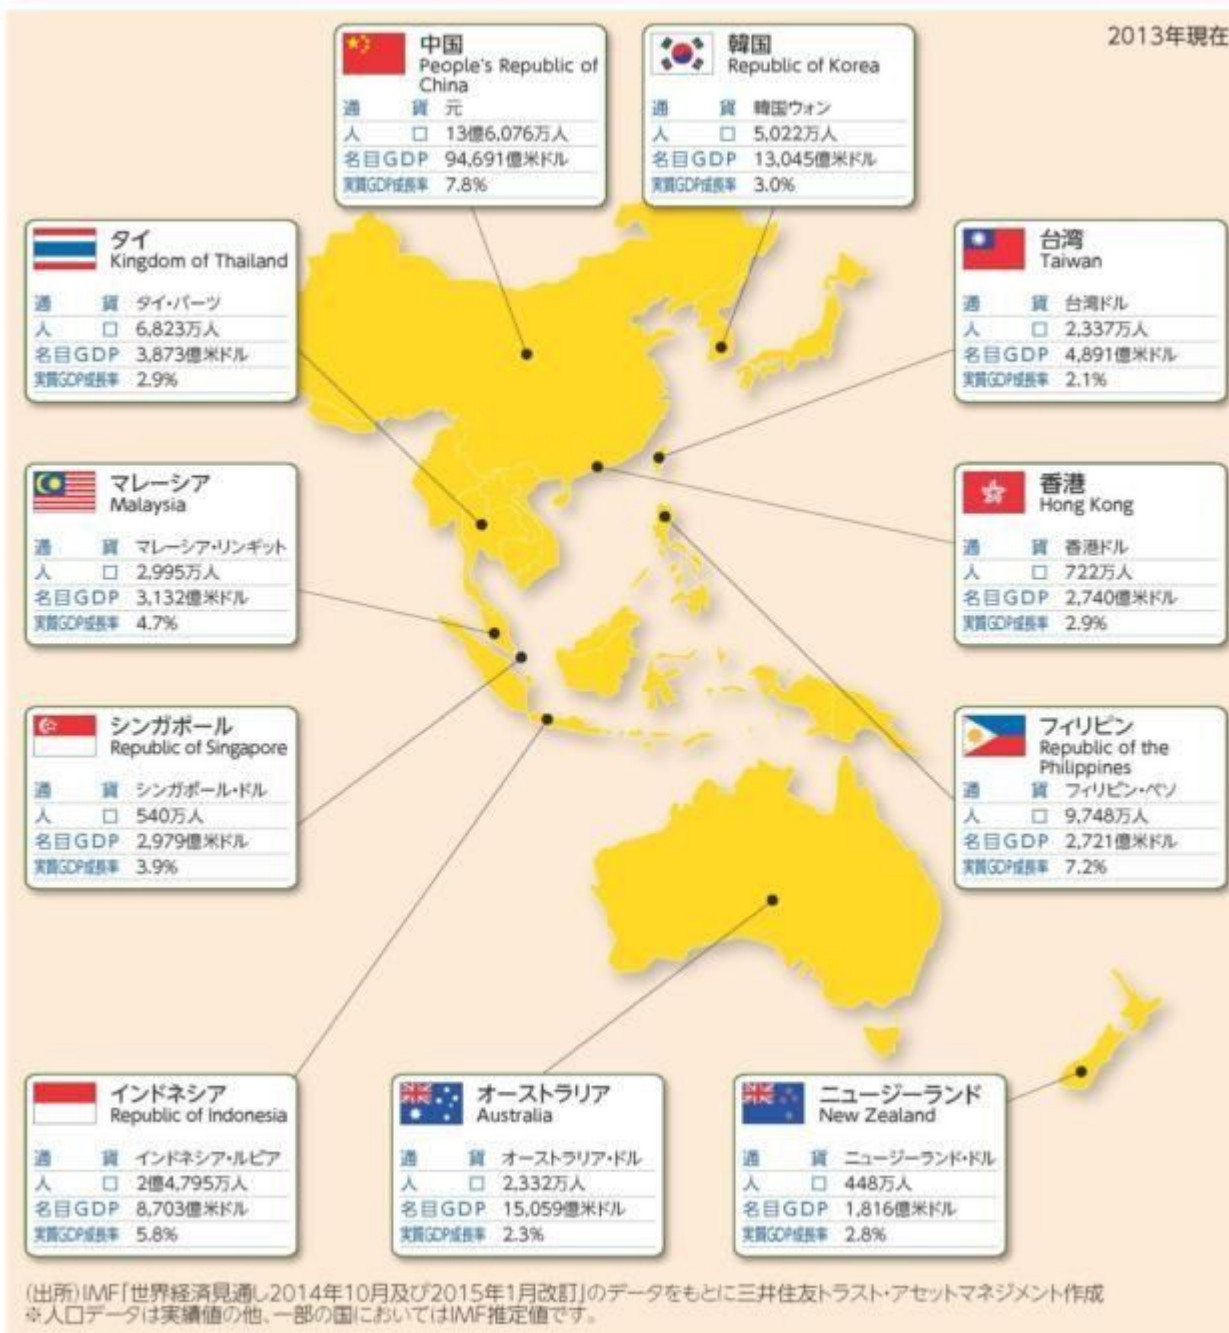 2013年現在
中国
People's Republic of
China
通貨 元
人口 13億6,076万人
名目GDP 94,691億米ドル
実質GDP成長率 7.8%
韓国
Republic of Korea
通貨 韓国ウォン
人口 5,022万人
名目GDP 13,045億米ドル
実質GDP成長率 3.0%
タイ
Kingdom of Thailand
通貨 タイ・バーツ
人口 6,823万人
名目GDP 3,873億米ドル
実質GDP成長率 2.9%
台湾
Taiwan
通貨 台湾ドル
人口 2,337万人
名目GDP 4,891億米ドル
実質GDP成長率 2.1%
マレーシア
Malaysia
通貨 マレーシア・リンギット
人口 2,995万人
名目GDP 3,132億米ドル
実質GDP成長率 4.7%
香港
Hong Kong
通貨 香港ドル
人口 722万人
名目GDP 2,740億米ドル
実質GDP成長率 2.9%
シンガポール
Republic of Singapore
通貨 シンガポール・ドル
人口 540万人
名目GDP 2,979億米ドル
実質GDP成長率 3.9%
フィリピン
Republic of the
Philippines
通貨 フィリピン・ペソ
人口 9,748万人
名目GDP 2,721億米ドル
実質GDP成長率 7.2%
インドネシア
Republic of Indonesia
通貨 インドネシア・ルピア
人口 2億4,795万人
名目GDP 8,703億米ドル
実質GDP成長率 5.8%
オーストラリア
Australia
通貨 オーストラリア・ドル
人口 2,332万人
名目GDP 15,059億米ドル
実質GDP成長率 2.3%
ニュージーランド
New Zealand
通貨 ニュージーランド・ドル
人口 448万人
名目GDP 1,816億米ドル
実質GDP成長率 2.8%
(出所)IMF「世界経済見通し2014年10月及び2015年1月改訂」のデータをもとに三井住友トラスト・アセットマネジメント作成
※人口データは実績値の他、一部の国においてはIMF推定値です。